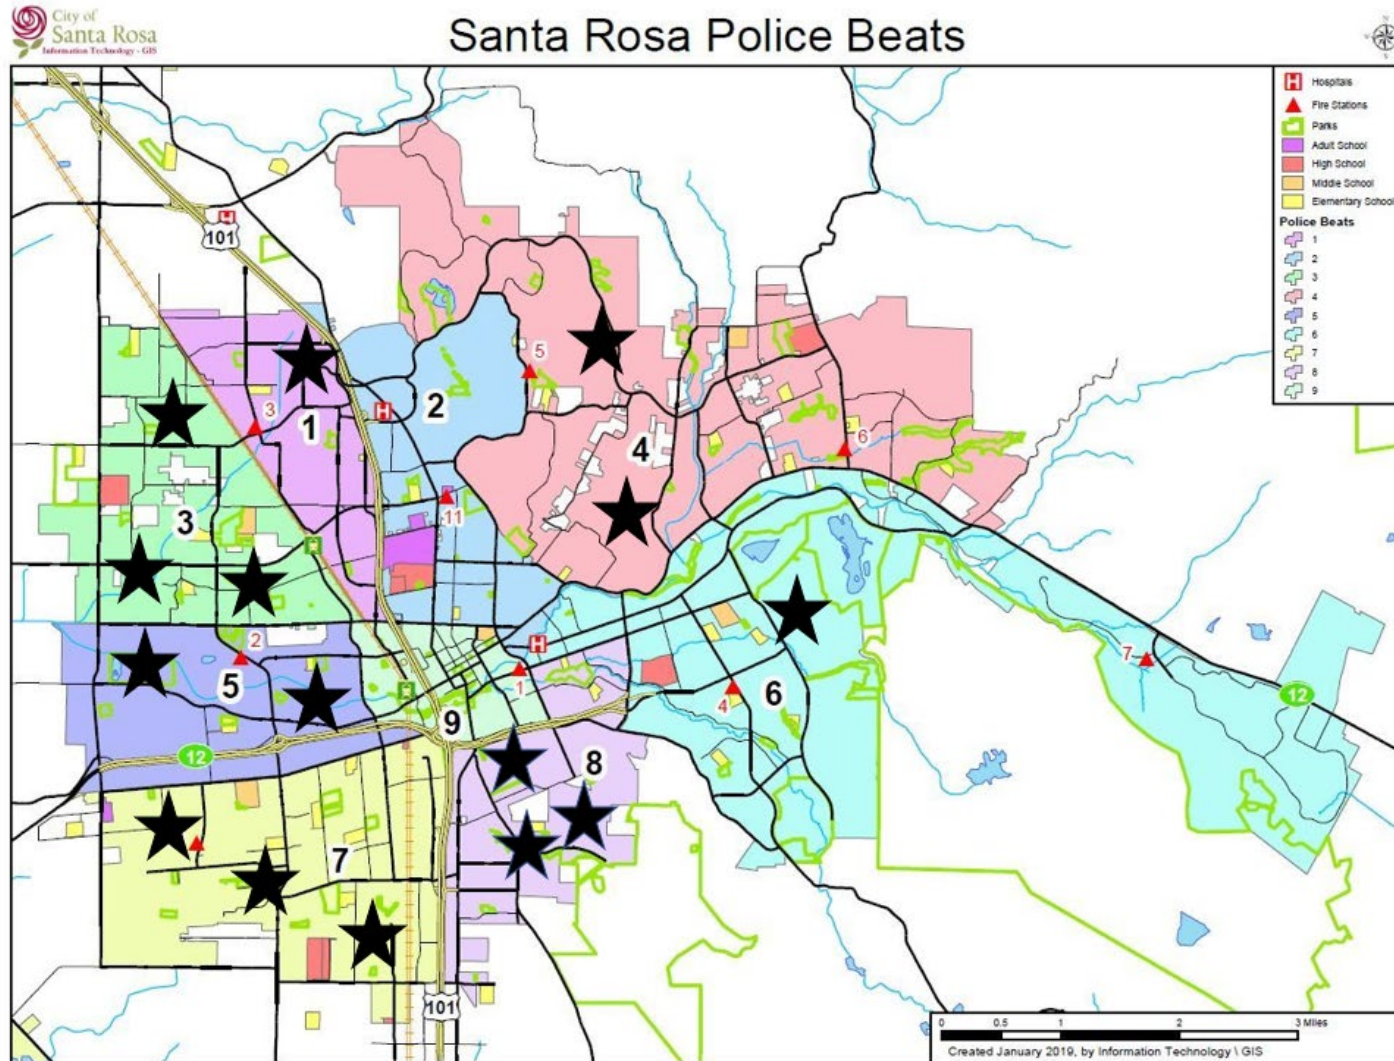 City of
Santa Rosa
Information Technology - GIS
Santa Rosa Police Beats
H Hospitals
Fire Stations
Parks
Adult School
High School
Middle School
Elementary School
Police Beats
1
2
3
4
5
6
7
8
9
101
H
5
2
3
1
H
4
6
11
3
H
2
H
7
5
1
6
12
4
9
12
8
7
101
0 0.5 1 2 3 Miles
Created January 2019, by Information Technology \ GIS